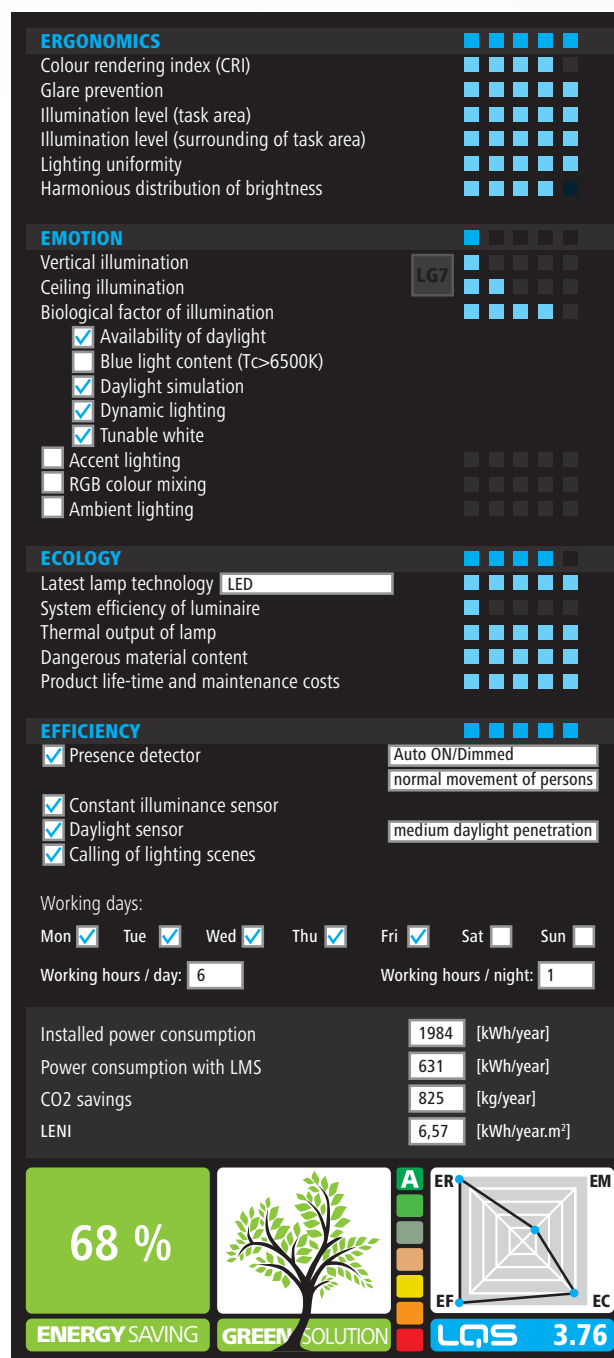 ERGONOMICS
Colour rendering index (CRI)
Glare prevention
Illumination level (task area)
Illumination level (surrounding of task area)
Lighting uniformity
Harmonious distribution of brightness
EMOTION
Vertical illumination
LG7
Ceiling illumination
Biological factor of illumination
Availability of daylight
Blue light content (Tc>6500K)
Daylight simulation
Dynamic lighting
Tunable white
Accent lighting
RGB colour mixing
Ambient lighting
ECOLOGY
Latest lamp technology LED
System efficiency of luminaire
Thermal output of lamp
Dangerous material content
Product life-time and maintenance costs
EFFICIENCY
Presence detector Auto ON/Dimmed
normal movement of persons
Constant illuminance sensor
Daylight sensor medium daylight penetration
Calling of lighting scenes
Working days:
Mon Tue Wed Thu Fri Sat Sun
Working hours / day: 6 Working hours / night: 1
Installed power consumption 1984 [kWh/year]
Power consumption with LMS 631 [kWh/year]
CO2 savings 825 [kg/year]
LENI 6,57 [kWh/year.m²]
68 %
A
ER EM
EF EC
ENERGY SAVING GREEN SOLUTION LQS 3.76